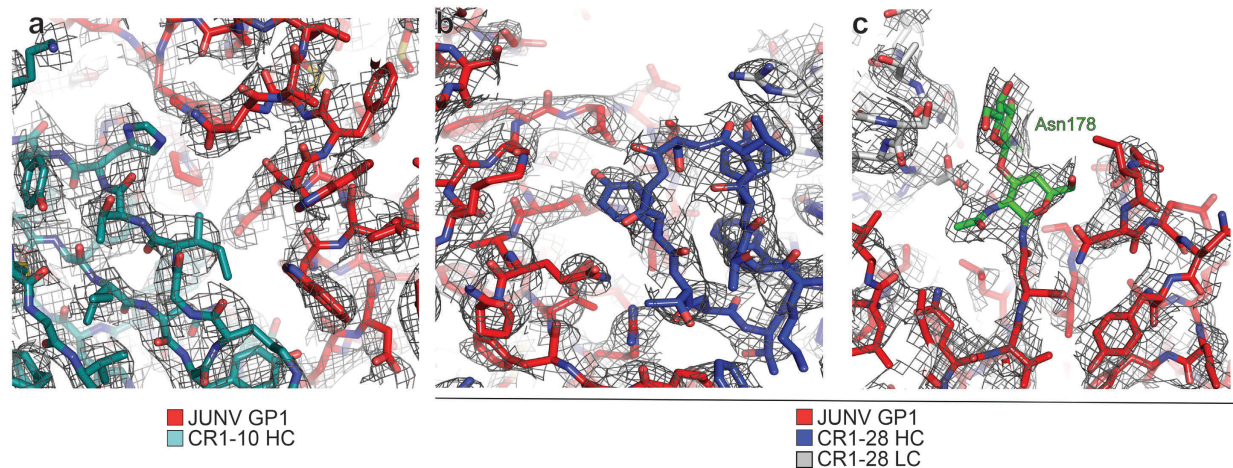 a
b
c
Asn178
JUNV GP1
CR1-10 HC
JUNV GP1
CR1-28 HC
CR1-28 LC